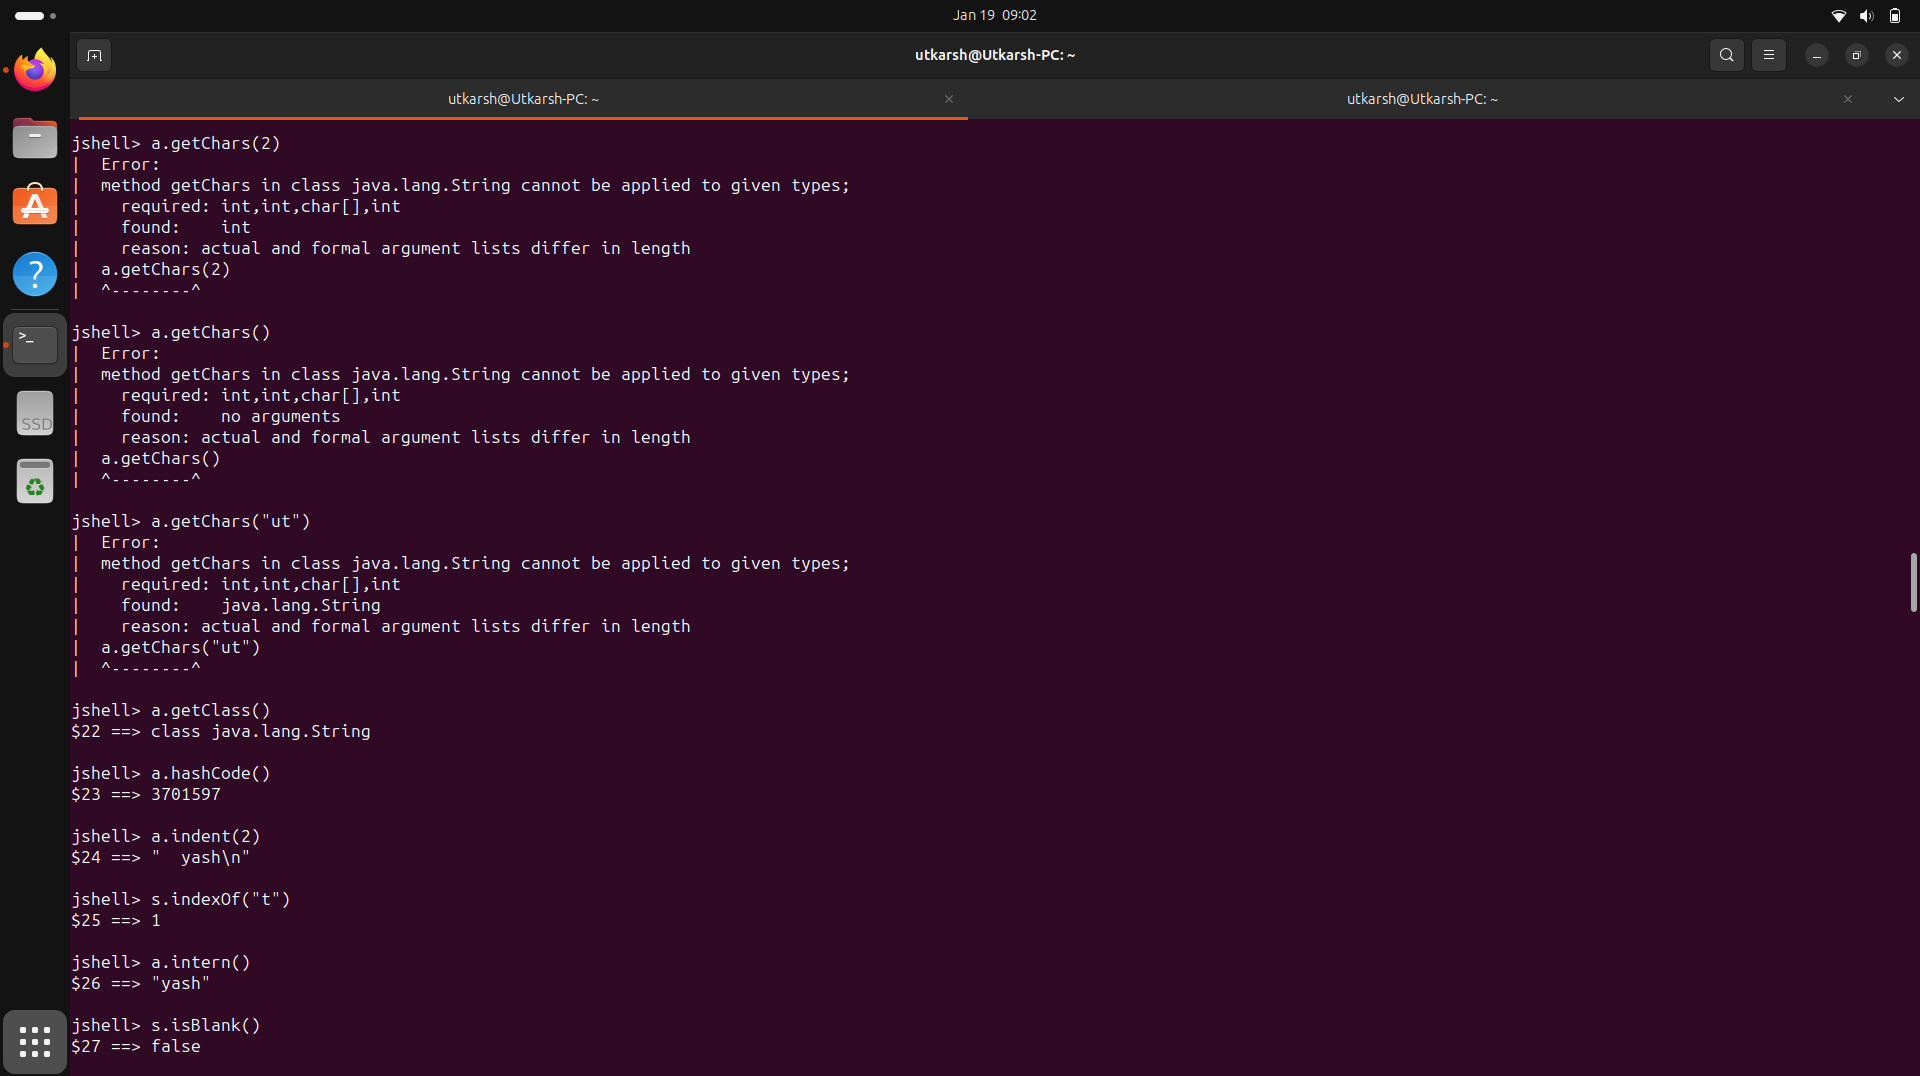 Jan 19 09:02
utkarsh@Utkarsh-PC: ~
utkarsh@Utkarsh-PC: ~
utkarsh@Utkarsh-PC: ~
jshell> a.getChars(2)
|  Error:
|  method getChars in class java.lang.String cannot be applied to given types;
|    required: int,int,char[],int
|    found:    int
|    reason: actual and formal argument lists differ in length
|  a.getChars(2)
|  ^--------^
jshell> a.getChars()
|  Error:
|  method getChars in class java.lang.String cannot be applied to given types;
|    required: int,int,char[],int
|    found:    no arguments
|    reason: actual and formal argument lists differ in length
|  a.getChars()
|  ^--------^
jshell> a.getChars("ut")
|  Error:
|  method getChars in class java.lang.String cannot be applied to given types;
|    required: int,int,char[],int
|    found:    java.lang.String
|    reason: actual and formal argument lists differ in length
|  a.getChars("ut")
|  ^--------^
jshell> a.getClass()
$22 ==> class java.lang.String
jshell> a.hashCode()
$23 ==> 3701597
jshell> a.indent(2)
$24 ==> "  yash\n"
jshell> s.indexOf("t")
$25 ==> 1
jshell> a.intern()
$26 ==> "yash"
jshell> s.isBlank()
$27 ==> false
SSD